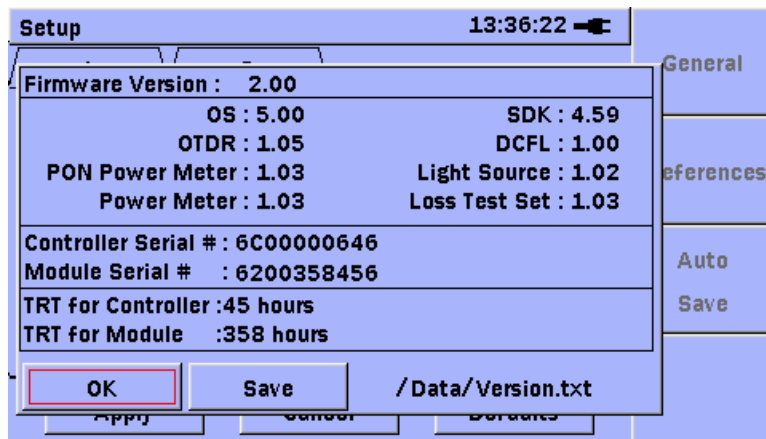 Setup 13:36:22
General
Firmware Version : 2.00
OS : 5.00 SDK : 4.59
OTDR : 1.05 DCFL : 1.00
PON Power Meter : 1.03 Light Source : 1.02
Power Meter : 1.03 Loss Test Set : 1.03
eferences
Controller Serial # : 6C00000646
Module Serial # : 6200358456
Auto
Save
TRT for Controller :45 hours
TRT for Module :358 hours
OK Save /Data/Version.txt
Apply Cancel Defaults